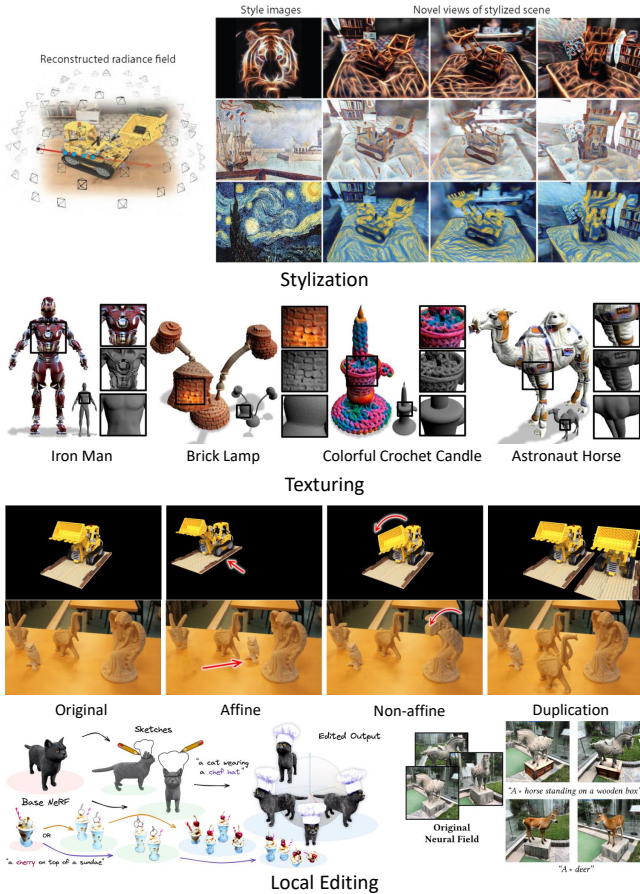 Style images
Novel views of stylized scene
Reconstructed radiance field
Stylization
Iron Man
Brick Lamp
Colorful Crochet Candle
Astronaut Horse
Texturing
Original
Affine
Non-affine
Duplication
Sketches
"a cat wearing
a chef hat"
Edited Output
Base NeRF
OR
"a cherry on top of a sundae"
Original
Neural Field
"A * horse standing on a wooden box"
"A * deer"
Local Editing